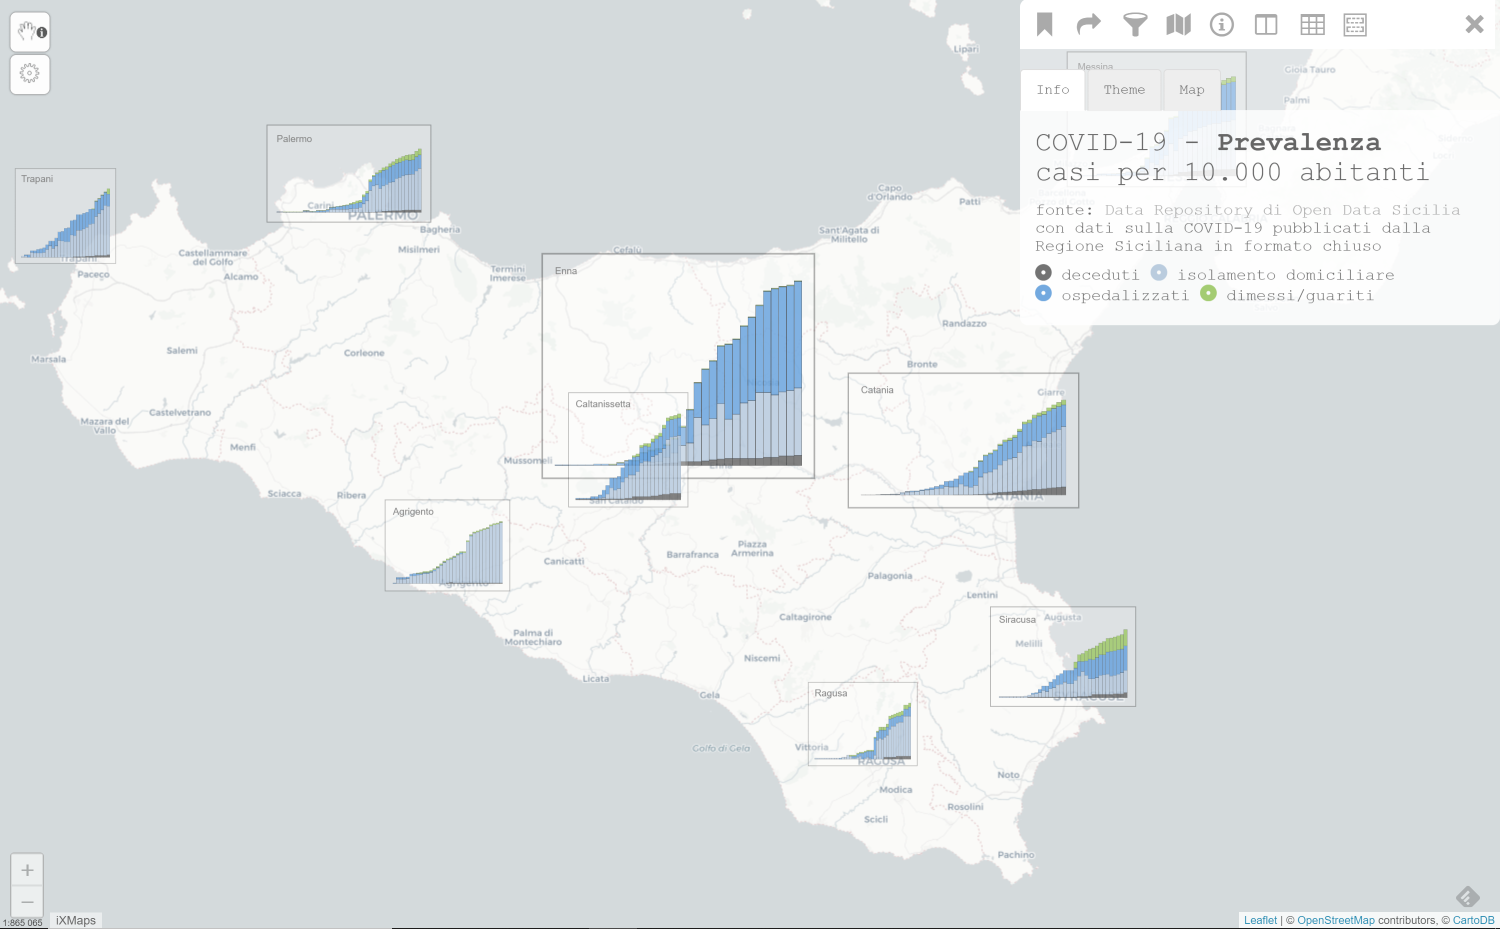 Lipari
Messina
Gioia Tauro
Palmi
Info
Theme
Map
COVID-19 - Prevalenza
casi per 10.000 abitanti
fonte: Data Repository di Open Data Sicilia
con dati sulla COVID-19 pubblicati dalla
Regione Siciliana in formato chiuso
deceduti
isolamento domiciliare
ospedalizzati
dimessi/guariti
Palermo
Carini
PALERMO
Bagheria
Misilmeri
Trapani
Trapani
Paceco
Castellammare
del Golfo
Alcamo
Termini
Imerese
Cefalù
Capo
d'Orlando
Patti
Sant'Agata di
Militello
Enna
Randazzo
Marsala
Salemi
Corleone
Bronte
Catania
Giarre
Caltanissetta
Castelvetrano
Mazara del
Vallo
Menfi
Mussomeli
Enna
Sciacca
Ribera
San Cataldo
CATANIA
Agrigento
Agrigento
Canicattì
Barrafranca
Piazza
Armerina
Palagonia
Lentini
Caltagirone
Siracusa
Augusta
Melilli
SYRACUSE
Palma di
Montechiaro
Niscemi
Licata
Gela
Ragusa
Golfo di Gela
Vittoria
RAGUSA
Noto
Modica
Rosolini
Scicli
Pachino
+
−
1:865 065
iXMaps
Leaflet | © OpenStreetMap contributors, © CartoDB